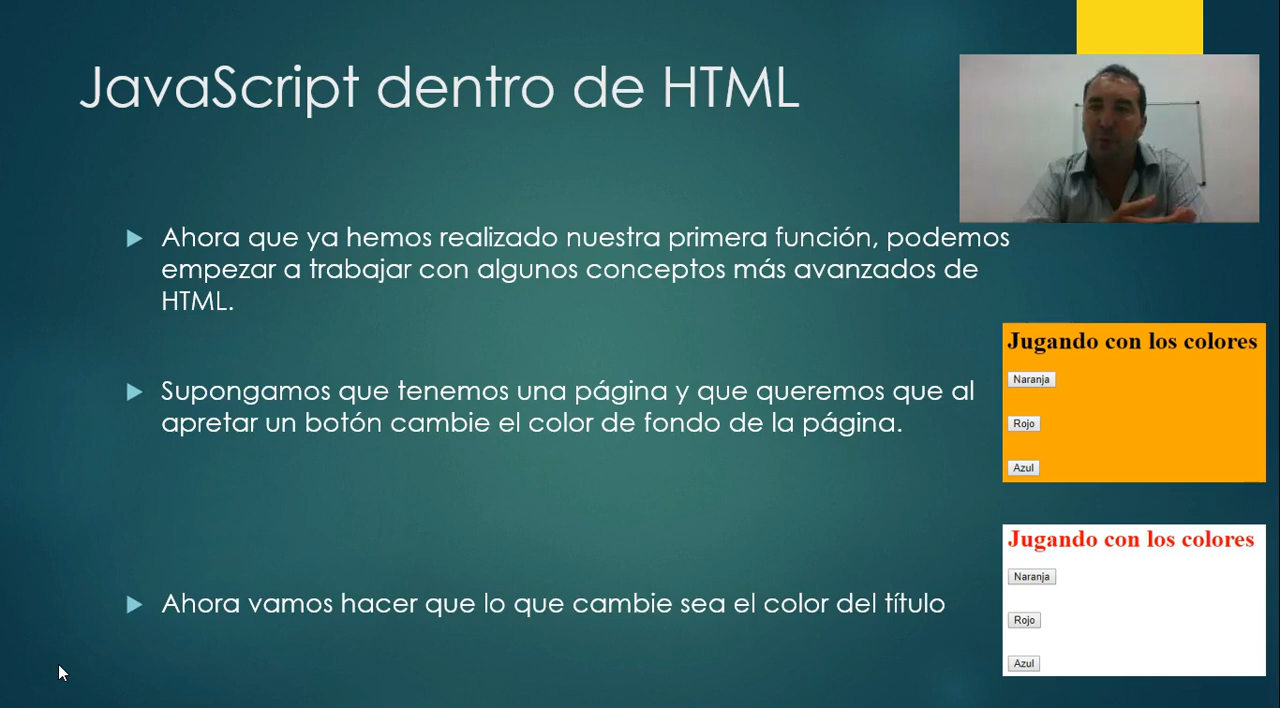 JavaScript dentro de HTML
Ahora que ya hemos realizado nuestra primera función, podemos
empezar a trabajar con algunos conceptos más avanzados de
HTML.
Supongamos que tenemos una página y que queremos que al
apretar un botón cambie el color de fondo de la página.
Jugando con los colores
Naranja
Rojo
Azul
Ahora vamos hacer que lo que cambie sea el color del título
Jugando con los colores
Naranja
Rojo
Azul